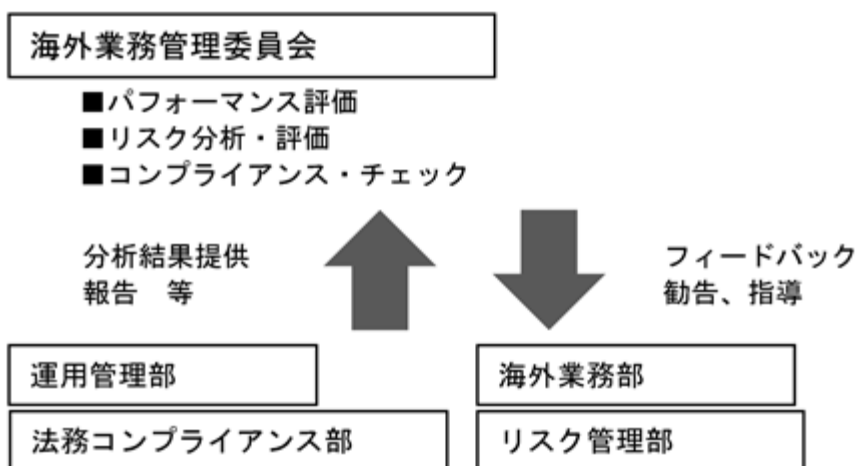 海外業務管理委員会
■パフォーマンス評価
■リスク分析・評価
■コンプライアンス・チェック
分析結果提供
報告　等
フィードバック
勧告、指導
運用管理部
海外業務部
法務コンプライアンス部
リスク管理部